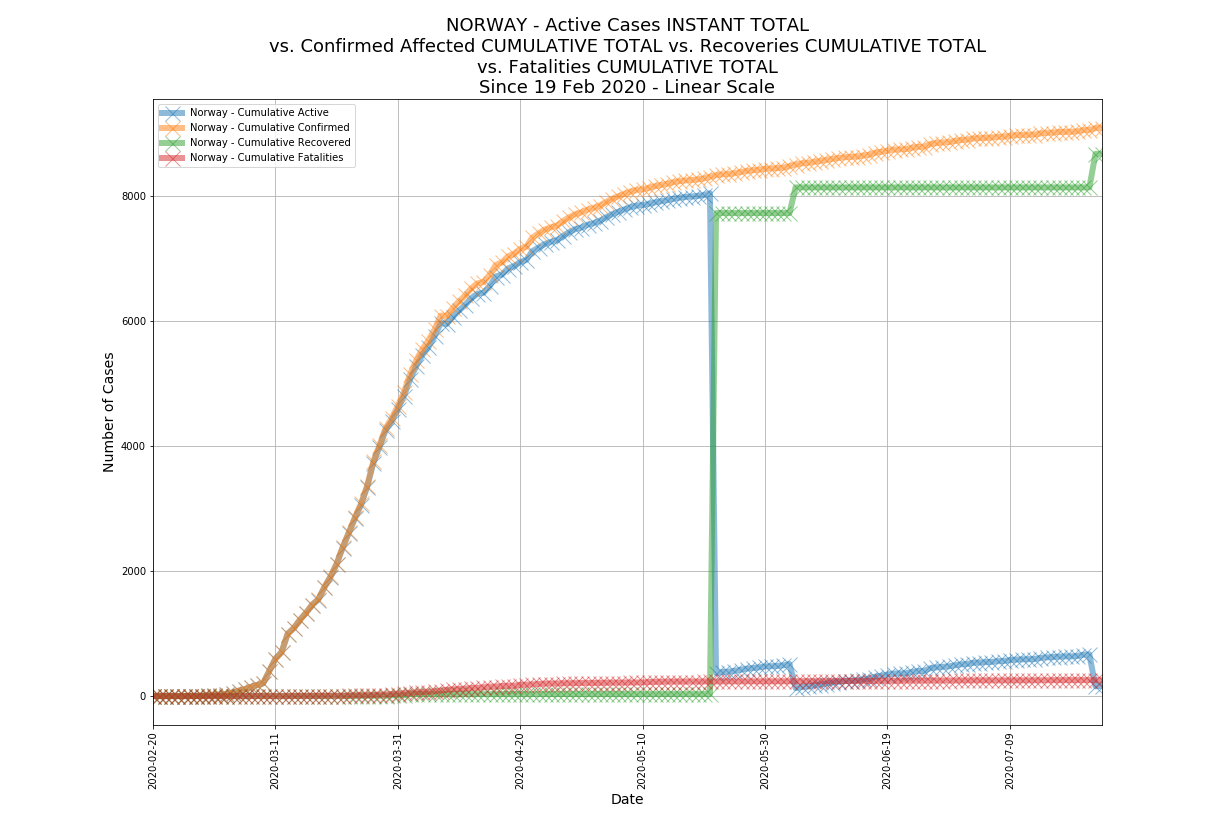 NORWAY - Active Cases INSTANT TOTAL
vs. Confirmed Affected CUMULATIVE TOTAL vs. Recoveries CUMULATIVE TOTAL
vs. Fatalities CUMULATIVE TOTAL
Since 19 Feb 2020 - Linear Scale
Norway - Cumulative Active
Norway - Cumulative Confirmed
Norway - Cumulative Recovered
Norway - Cumulative Fatalities
Number of Cases
8000
6000
4000
2000
0
2020-02-20
2020-03-11
2020-03-31
2020-04-20
2020-05-10
2020-05-30
2020-06-19
2020-07-09
Date